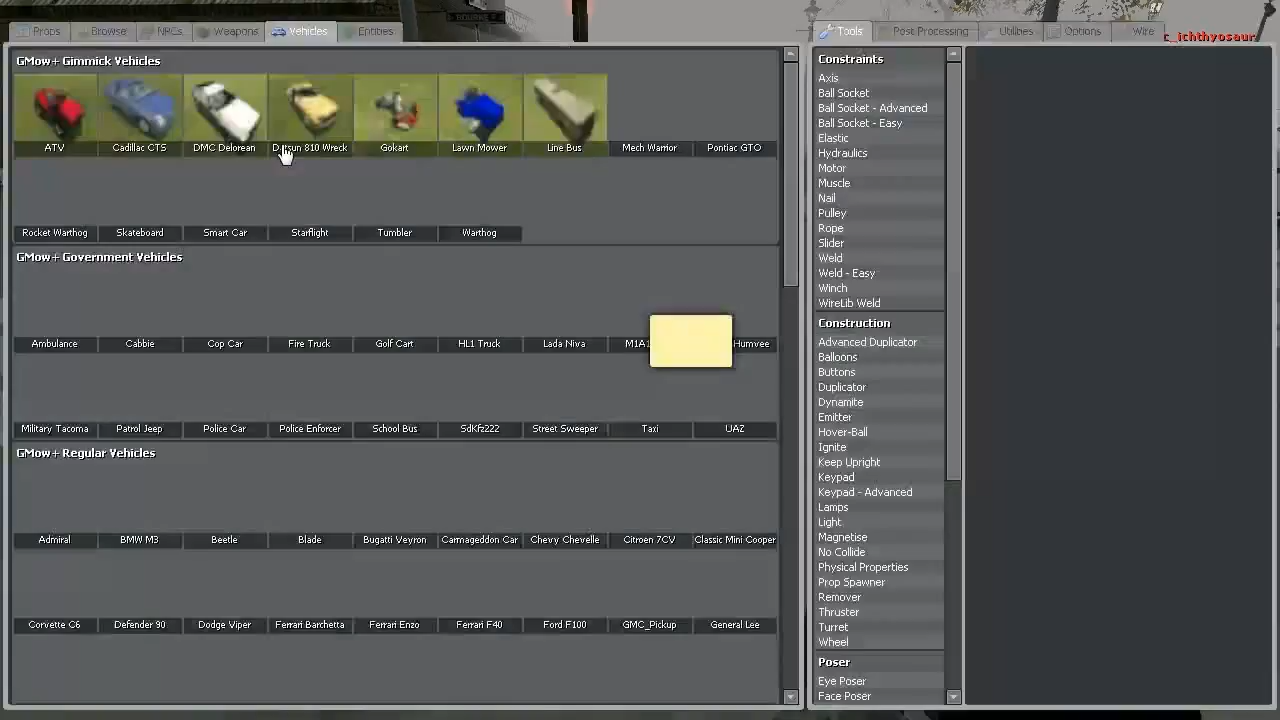 ROURKE
Props Browse NPCs Weapons Vehicles Entities
Tools Post Processing Utilities Options Wire
c_ichthyosaur
GMow+ Gimmick Vehicles
ATV Cadillac CTS DMC Delorean Gokart Lawn Mower Line Bus Mech Warrior Pontiac GTO
Rocket Warthog Skateboard Smart Car Starflight Tumbler Warthog
GMow+ Government Vehicles
Ambulance Cabbie Cop Car Fire Truck Golf Cart HL1 Truck Lada Niva M1A1 Humvee
Military Tacoma Patrol Jeep Police Car Police Enforcer School Bus SdKfz222 Street Sweeper Taxi UAZ
GMow+ Regular Vehicles
Admiral BMW M3 Beetle Blade Bugatti Veyron Carmageddon Car Chevy Chevelle Citroen 7CV Classic Mini Cooper
Corvette C6 Defender 90 Dodge Viper Ferrari Barchetta Ferrari Enzo Ferrari F40 Ford F100 GMC_Pickup General Lee
Constraints
Axis
Ball Socket
Ball Socket - Advanced
Ball Socket - Easy
Elastic
Hydraulics
Motor
Muscle
Nail
Pulley
Rope
Slider
Weld
Weld - Easy
Winch
WireLib Weld
Construction
Advanced Duplicator
Balloons
Buttons
Duplicator
Dynamite
Emitter
Hover-Ball
Ignite
Keep Upright
Keypad
Keypad - Advanced
Lamps
Light
Magnetise
No Collide
Physical Properties
Prop Spawner
Remover
Thruster
Turret
Wheel
Poser
Eye Poser
Face Poser